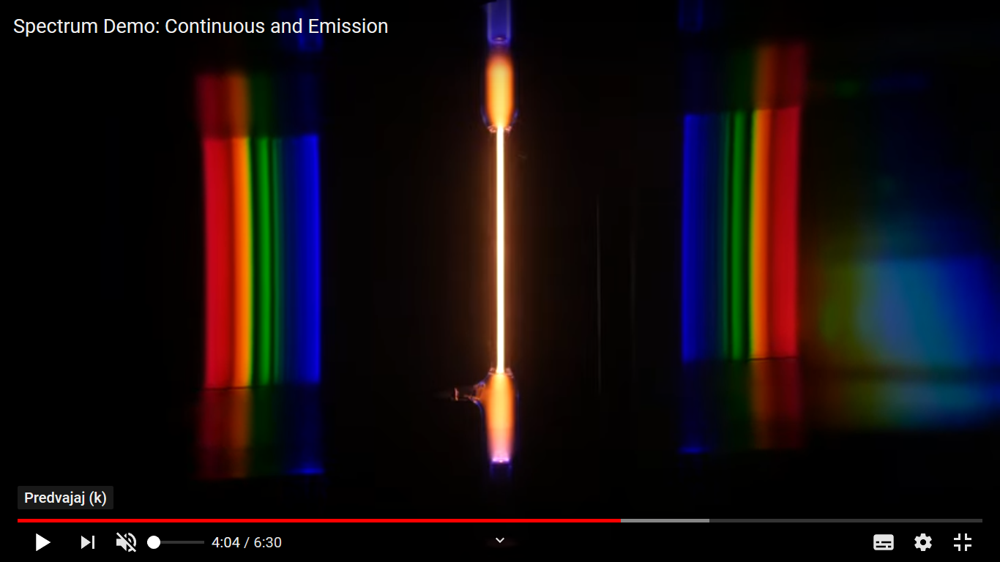 Spectrum Demo: Continuous and Emission
Predvajaj (k)
4:04 / 6:30